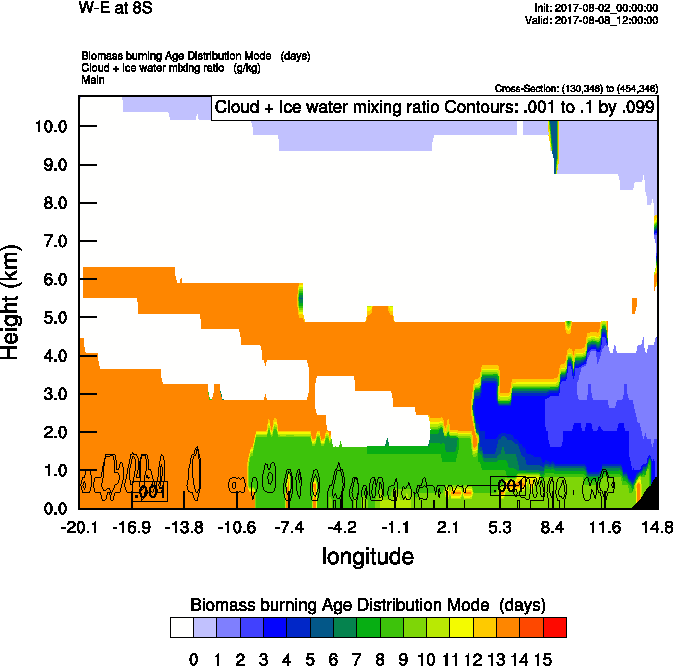 W-E at 8S
Init: 2017-08-02_00:00:00
Valid: 2017-08-08_12:00:00
Biomass burning Age Distribution Mode (days)
Cloud + Ice water mixing ratio (g/kg)
Main
Cross-Section: (130,346) to (454,346)
Cloud + Ice water mixing ratio Contours: .001 to .1 by .099
10.0
9.0
8.0
7.0
6.0
5.0
4.0
3.0
2.0
1.0
0.0
Height (km)
.001
.001
-20.1 -16.9 -13.8 -10.6 -7.4 -4.2 -1.1 2.1 5.3 8.4 11.6 14.8
longitude
Biomass burning Age Distribution Mode (days)
0 1 2 3 4 5 6 7 8 9 10 11 12 13 14 15